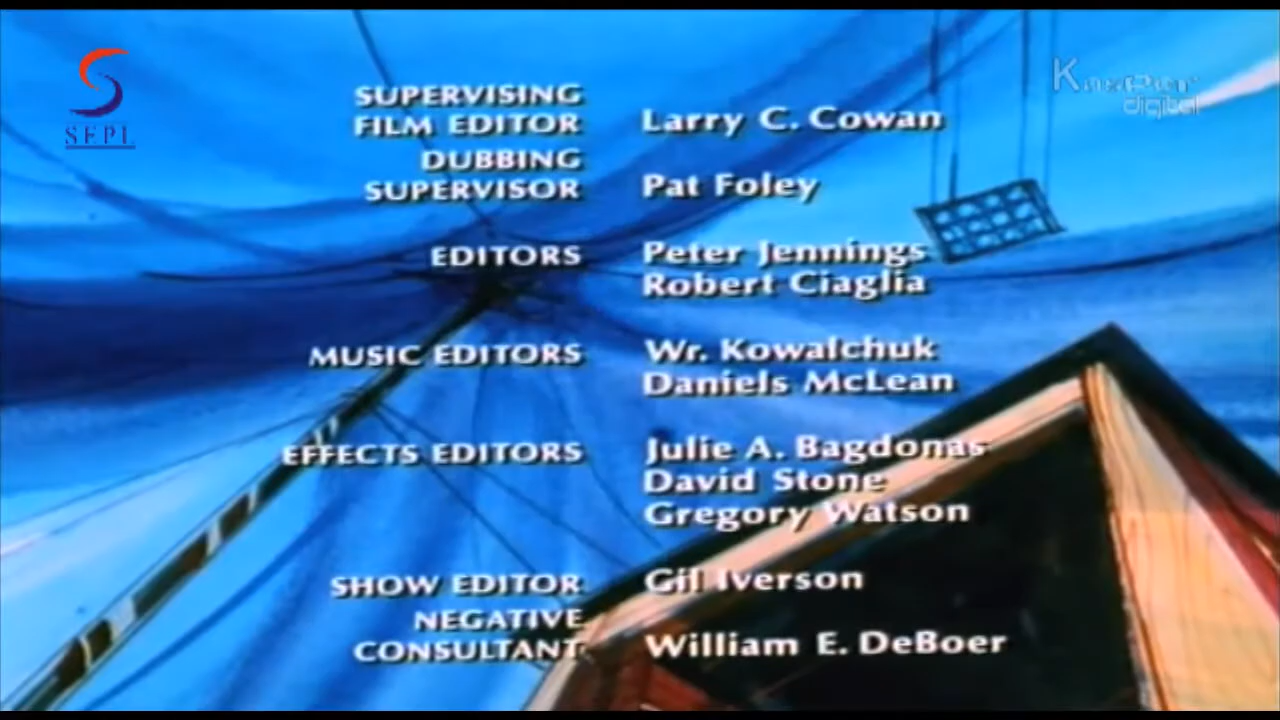 SEPL
digital
SUPERVISING
FILM EDITOR Larry C. Cowan
DUBBING
SUPERVISOR Pat Foley
EDITORS Peter Jennings
Robert Ciaglia
MUSIC EDITORS Wr. Kowalchuk
Daniels McLean
EFFECTS EDITORS Julie A. Bagdonas
David Stone
Gregory Watson
SHOW EDITOR Gil Iverson
NEGATIVE
CONSULTANT William E. DeBoer